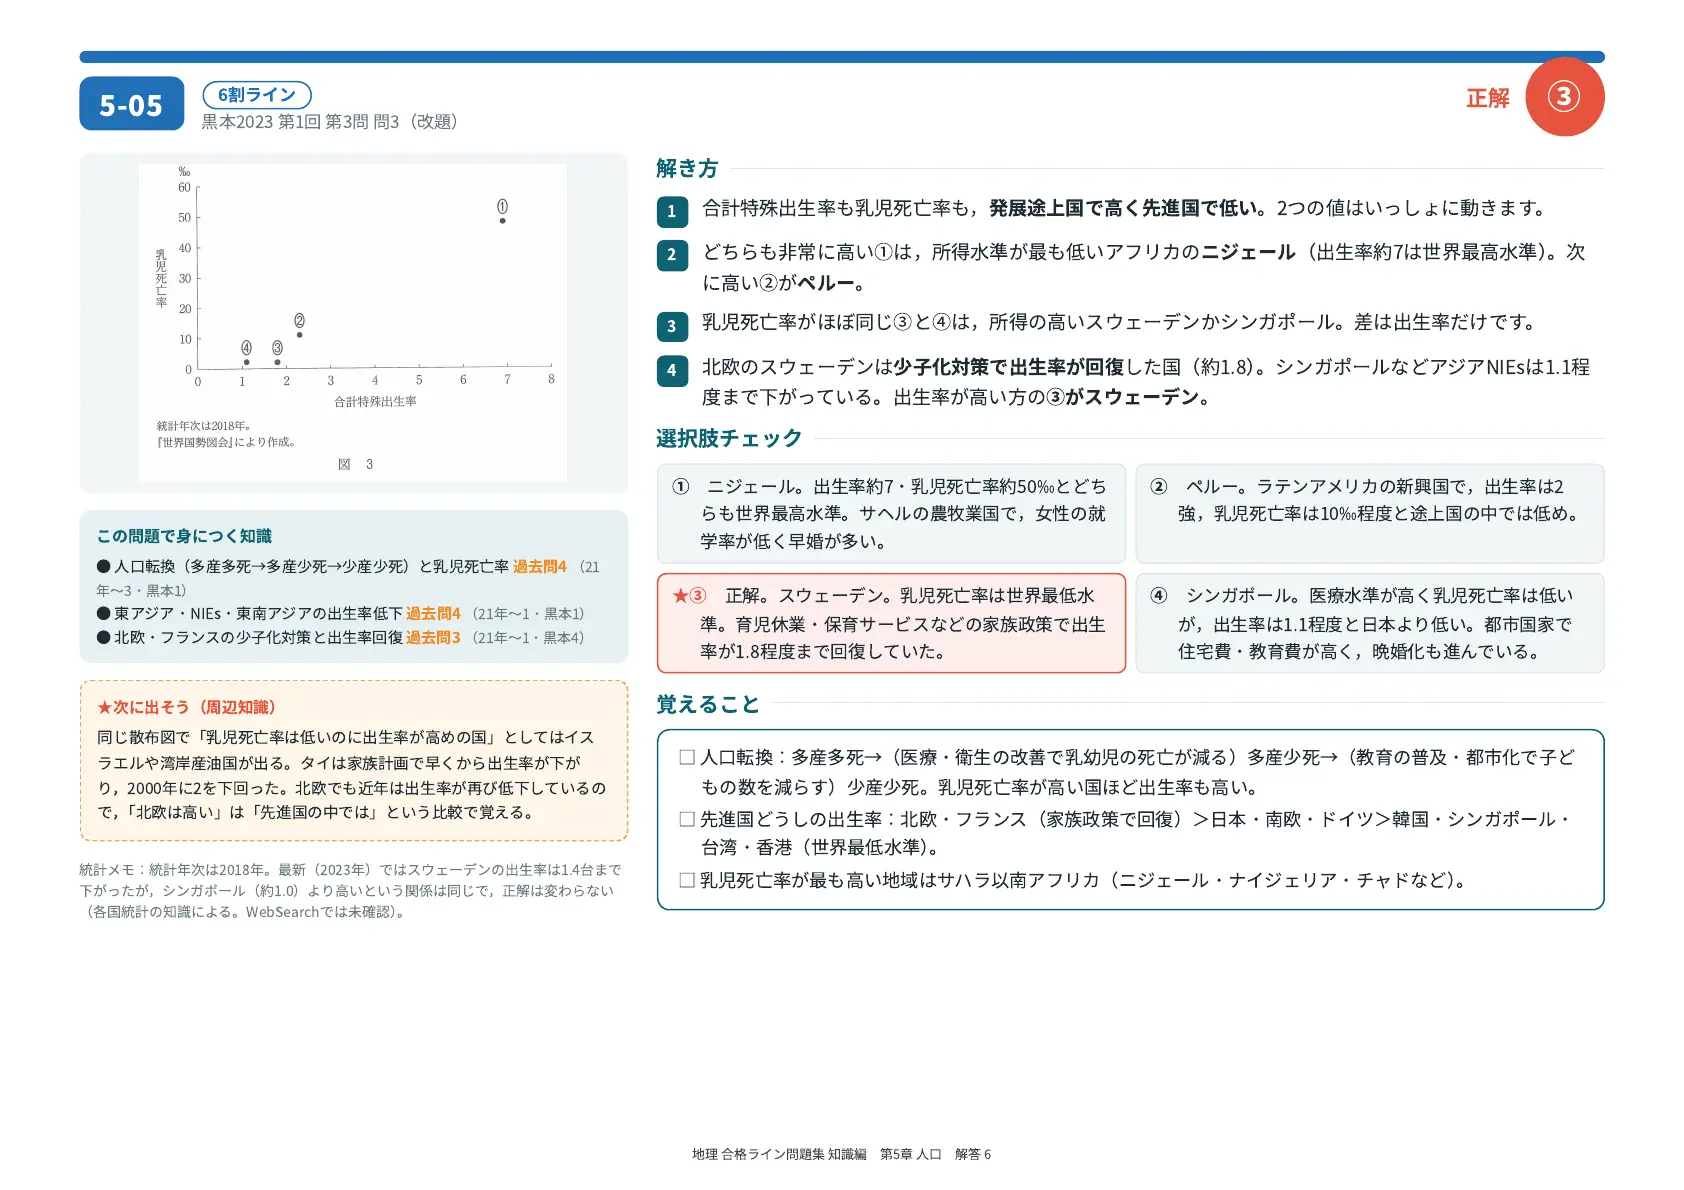 5-05
6割ライン
黒本2023 第1回 第3問 問3（改題）
正解 ③
‰
60
50
40
30
20
10
0
乳児死亡率
①
②
③
④
0 1 2 3 4 5 6 7 8
合計特殊出生率
統計年次は2018年。
『世界国勢図会』により作成。
図 3
この問題で身につく知識
●人口転換（多産多死→多産少死→少産少死）と乳児死亡率 過去問4 （21
年～3・黒本1）
●東アジア・NIEs・東南アジアの出生率低下 過去問4 （21年～1・黒本1）
●北欧・フランスの少子化対策と出生率回復 過去問3 （21年～1・黒本4）
★次に出そう（周辺知識）
同じ散布図で「乳児死亡率は低いのに出生率が高めの国」としてはイス
ラエルや湾岸産油国が出る。タイは家族計画で早くから出生率が下が
り，2000年に2を下回った。北欧でも近年は出生率が再び低下しているの
で，「北欧は高い」は「先進国の中では」という比較で覚える。
統計メモ：統計年次は2018年。最新（2023年）ではスウェーデンの出生率は1.4台まで
下がったが，シンガポール（約1.0）より高いという関係は同じで，正解は変わらない
（各国統計の知識による。WebSearchでは未確認）。
解き方
1 合計特殊出生率も乳児死亡率も，発展途上国で高く先進国で低い。2つの値はいっしょに動きます。
2 どちらも非常に高い①は，所得水準が最も低いアフリカのニジェール（出生率約7は世界最高水準）。次
に高い②がペルー。
3 乳児死亡率がほぼ同じ③と④は，所得の高いスウェーデンかシンガポール。差は出生率だけです。
4 北欧のスウェーデンは少子化対策で出生率が回復した国（約1.8）。シンガポールなどアジアNIEsは1.1程
度まで下がっている。出生率が高い方の③がスウェーデン。
選択肢チェック
① ニジェール。出生率約7・乳児死亡率約50‰とどち
らも世界最高水準。サヘルの農牧業国で，女性の就
学率が低く早婚が多い。
② ペルー。ラテンアメリカの新興国で，出生率は2
強，乳児死亡率は10‰程度と途上国の中では低め。
★③ 正解。スウェーデン。乳児死亡率は世界最低水
準。育児休業・保育サービスなどの家族政策で出生
率が1.8程度まで回復していた。
④ シンガポール。医療水準が高く乳児死亡率は低い
が，出生率は1.1程度と日本より低い。都市国家で
住宅費・教育費が高く，晩婚化も進んでいる。
覚えること
□ 人口転換：多産多死→（医療・衛生の改善で乳幼児の死亡が減る）多産少死→（教育の普及・都市化で子ど
もの数を減らす）少産少死。乳児死亡率が高い国ほど出生率も高い。
□ 先進国どうしの出生率：北欧・フランス（家族政策で回復）＞日本・南欧・ドイツ＞韓国・シンガポール・
台湾・香港（世界最低水準）。
□ 乳児死亡率が最も高い地域はサハラ以南アフリカ（ニジェール・ナイジェリア・チャドなど）。
地理 合格ライン問題集 知識編 第5章 人口 解答 6